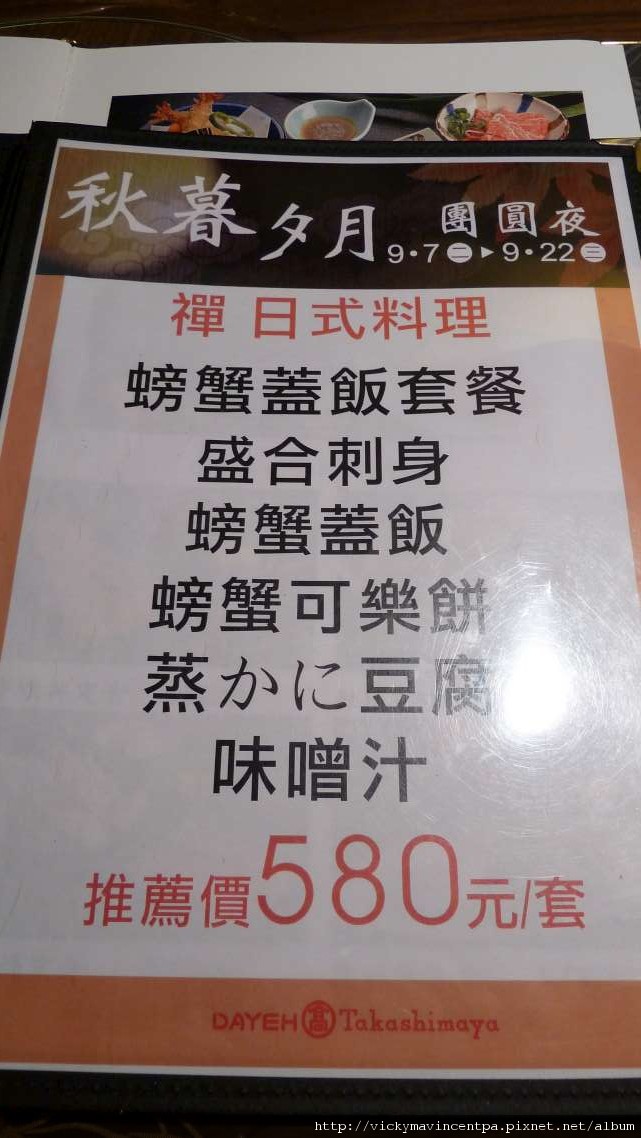 秋暮夕月 團圓夜
9·7㊁▶9·22㊂
禪 日式料理
螃蟹蓋飯套餐
盛合刺身
螃蟹蓋飯
螃蟹可樂餅
蒸かに豆腐
味噌汁
推薦價580元/套
DAYEH 髙 Takashimaya
http://vickymavincentpa.pixnet.net/album